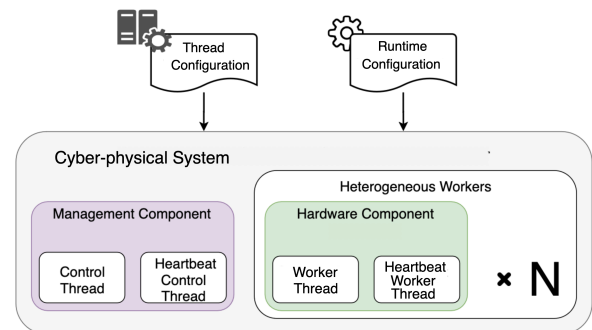 Thread
Configuration
Runtime
Configuration
Cyber-physical System
Heterogeneous Workers
Management Component
Hardware Component
Control
Thread
Heartbeat
Control
Thread
Worker
Thread
Heartbeat
Worker
Thread
× N